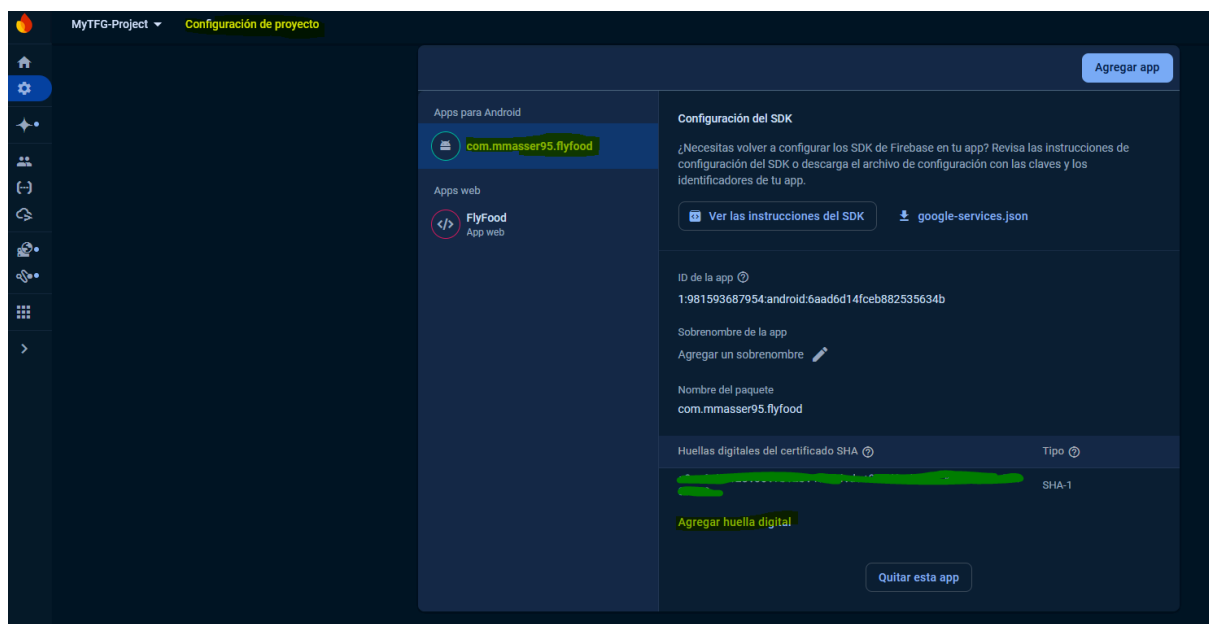 MyTFG-Project
Configuración de proyecto
Agregar app
Apps para Android
com.mmasser95.flyfood
Apps web
FlyFood
App web
Configuración del SDK
¿Necesitas volver a configurar los SDK de Firebase en tu app? Revisa las instrucciones de
configuración del SDK o descarga el archivo de configuración con las claves y los
identificadores de tu app.
Ver las instrucciones del SDK
google-services.json
ID de la app
1:981593687954:android:6aad6d14fceb882535634b
Sobrenombre de la app
Agregar un sobrenombre
Nombre del paquete
com.mmasser95.flyfood
Huellas digitales del certificado SHA
Tipo
SHA-1
Agregar huella digital
Quitar esta app